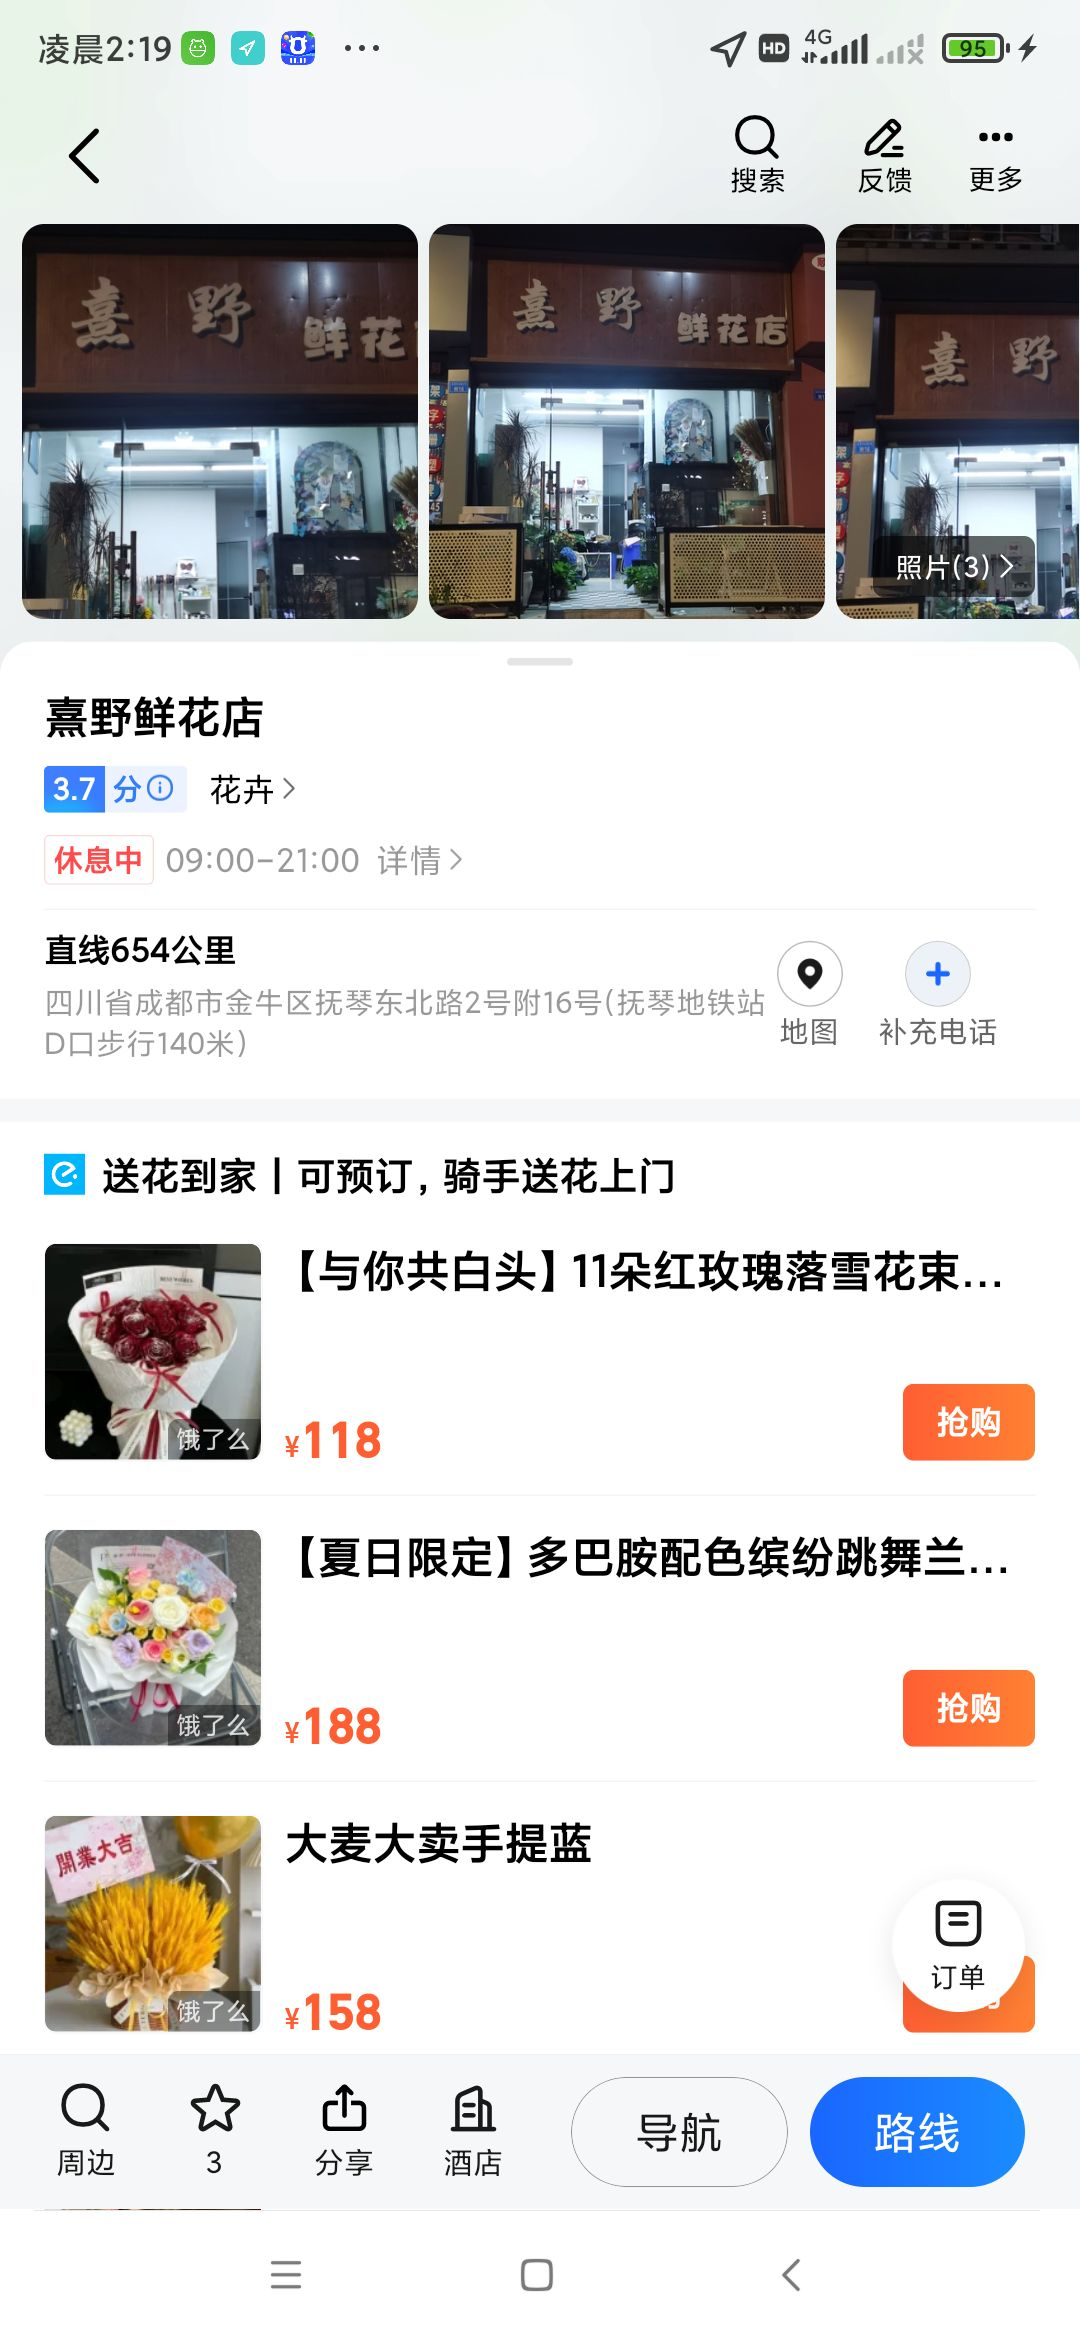 凌晨2:19
HD 4G 95
搜索 反馈 更多
熹野 鲜花
熹野 鲜花店
熹野
照片(3)
熹野鲜花店
3.7分 花卉
休息中 09:00-21:00 详情
直线654公里
四川省成都市金牛区抚琴东北路2号附16号(抚琴地铁站
D口步行140米)
地图 补充电话
送花到家 | 可预订, 骑手送花上门
【与你共白头】11朵红玫瑰落雪花束...
饿了么
¥118
抢购
【夏日限定】多巴胺配色缤纷跳舞兰...
饿了么
¥188
抢购
開業大吉
大麦大卖手提蓝
饿了么
¥158
订单
周边 3 分享 酒店 导航 路线